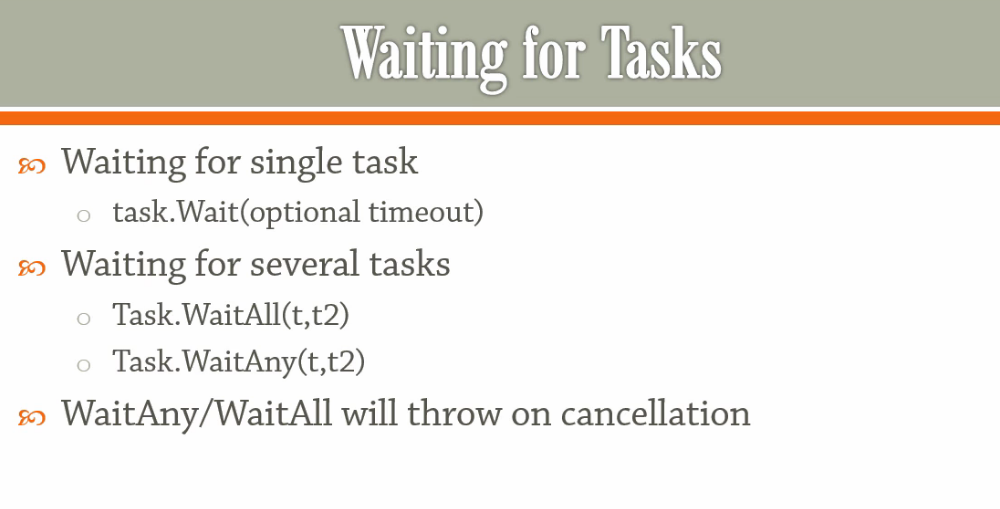 Waiting for Tasks
Waiting for single task
task.Wait(optional timeout)
Waiting for several tasks
Task.WaitAll(t,t2)
Task.WaitAny(t,t2)
WaitAny/WaitAll will throw on cancellation